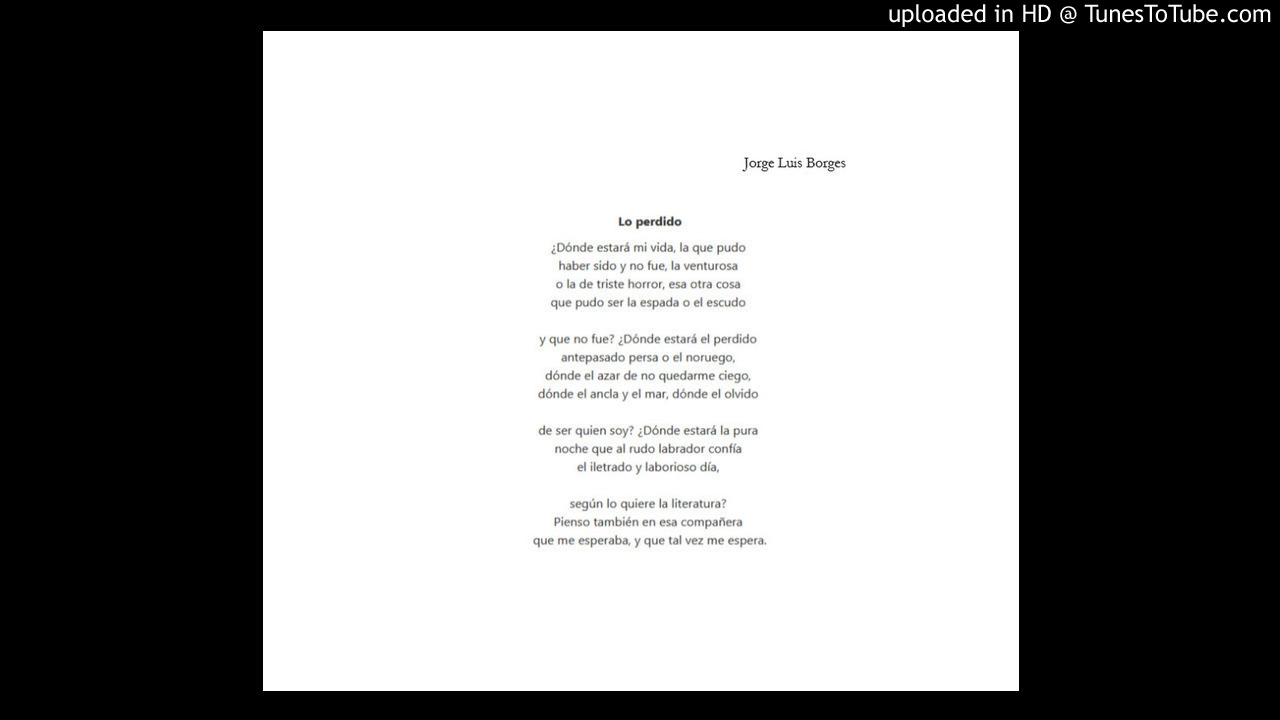 uploaded in HD @ TunesToTube.com
Jorge Luis Borges
Lo perdido
¿Dónde estará mi vida, la que pudo
haber sido y no fue, la venturosa
o la de triste horror, esa otra cosa
que pudo ser la espada o el escudo
y que no fue? ¿Dónde estará el perdido
antepasado persa o el noruego,
dónde el azar de no quedarme ciego,
dónde el ancla y el mar, dónde el olvido
de ser quien soy? ¿Dónde estará la pura
noche que al rudo labrador confía
el iletrado y laborioso día,
según lo quiere la literatura?
Pienso también en esa compañera
que me esperaba, y que tal vez me espera.